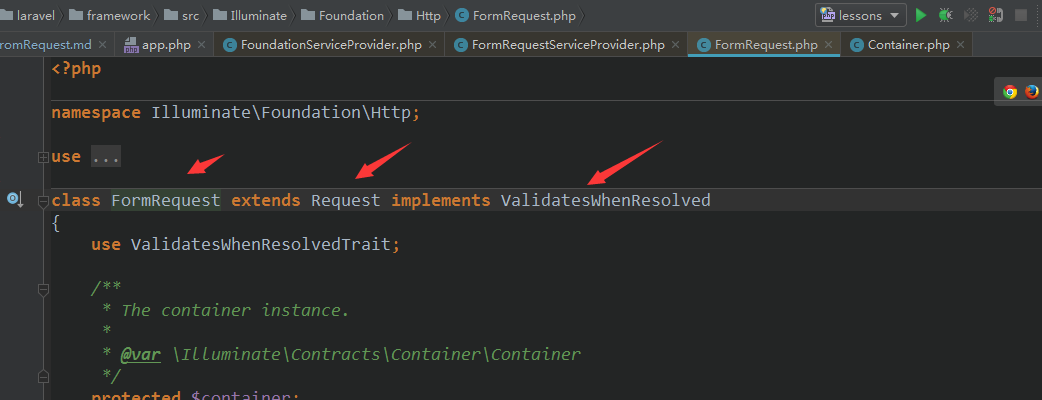 laravel framework src Illuminate Foundation Http FormRequest.php lessons
romRequest.md app.php FoundationServiceProvider.php FormRequestServiceProvider.php FormRequest.php Container.php
<?php
namespace Illuminate\Foundation\Http;
use ...
class FormRequest extends Request implements ValidatesWhenResolved
{
use ValidatesWhenResolvedTrait;
/**
* The container instance.
*
* @var \Illuminate\Contracts\Container\Container
*/
protected $container;